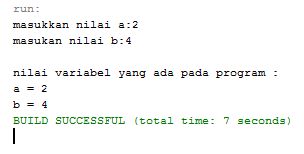 run:
masukkan nilai a:2
masukan nilai b:4
nilai variabel yang ada pada program :
a = 2
b = 4
BUILD SUCCESSFUL (total time: 7 seconds)